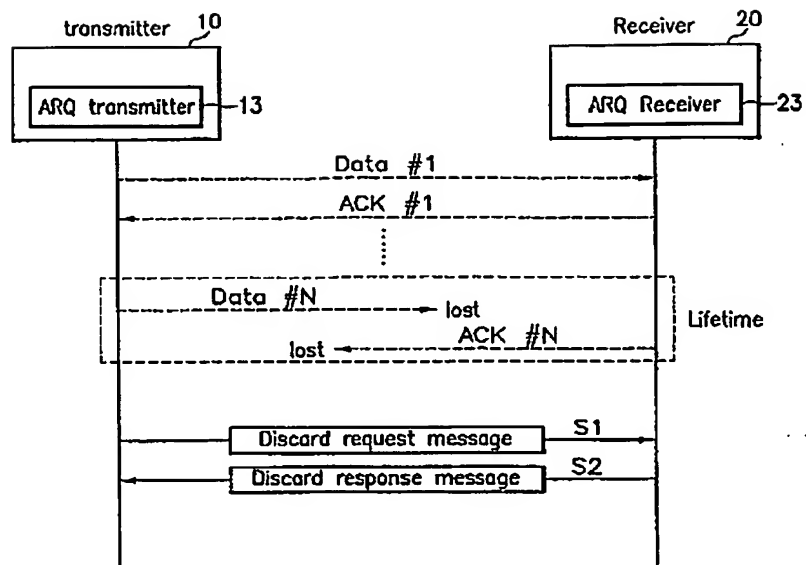 transmitter 10
Receiver 20
ARQ transmitter 13
ARQ Receiver 23
Data #1
ACK #1
Data #N lost
Lifetime
lost ACK #N
Discard request message S1
Discard response message S2